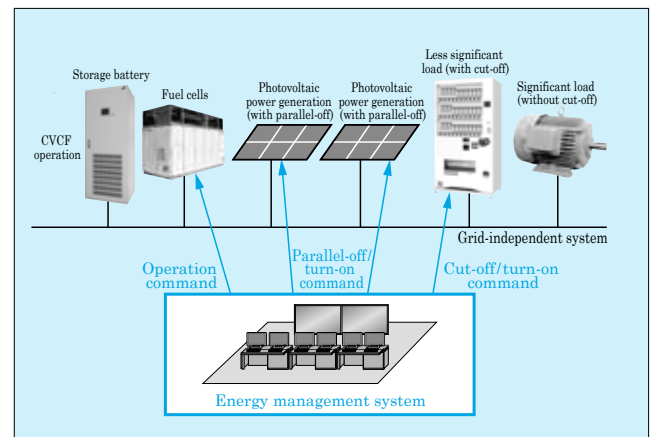 Storage battery
CVCF
operation
Fuel cells
Photovoltaic
power generation
(with parallel-off)
Photovoltaic
power generation
(with parallel-off)
Less significant
load (with cut-off)
Significant load
(without cut-off)
Grid-independent system
Operation
command
Parallel-off/
turn-on
command
Cut-off/turn-on
command
Energy management system